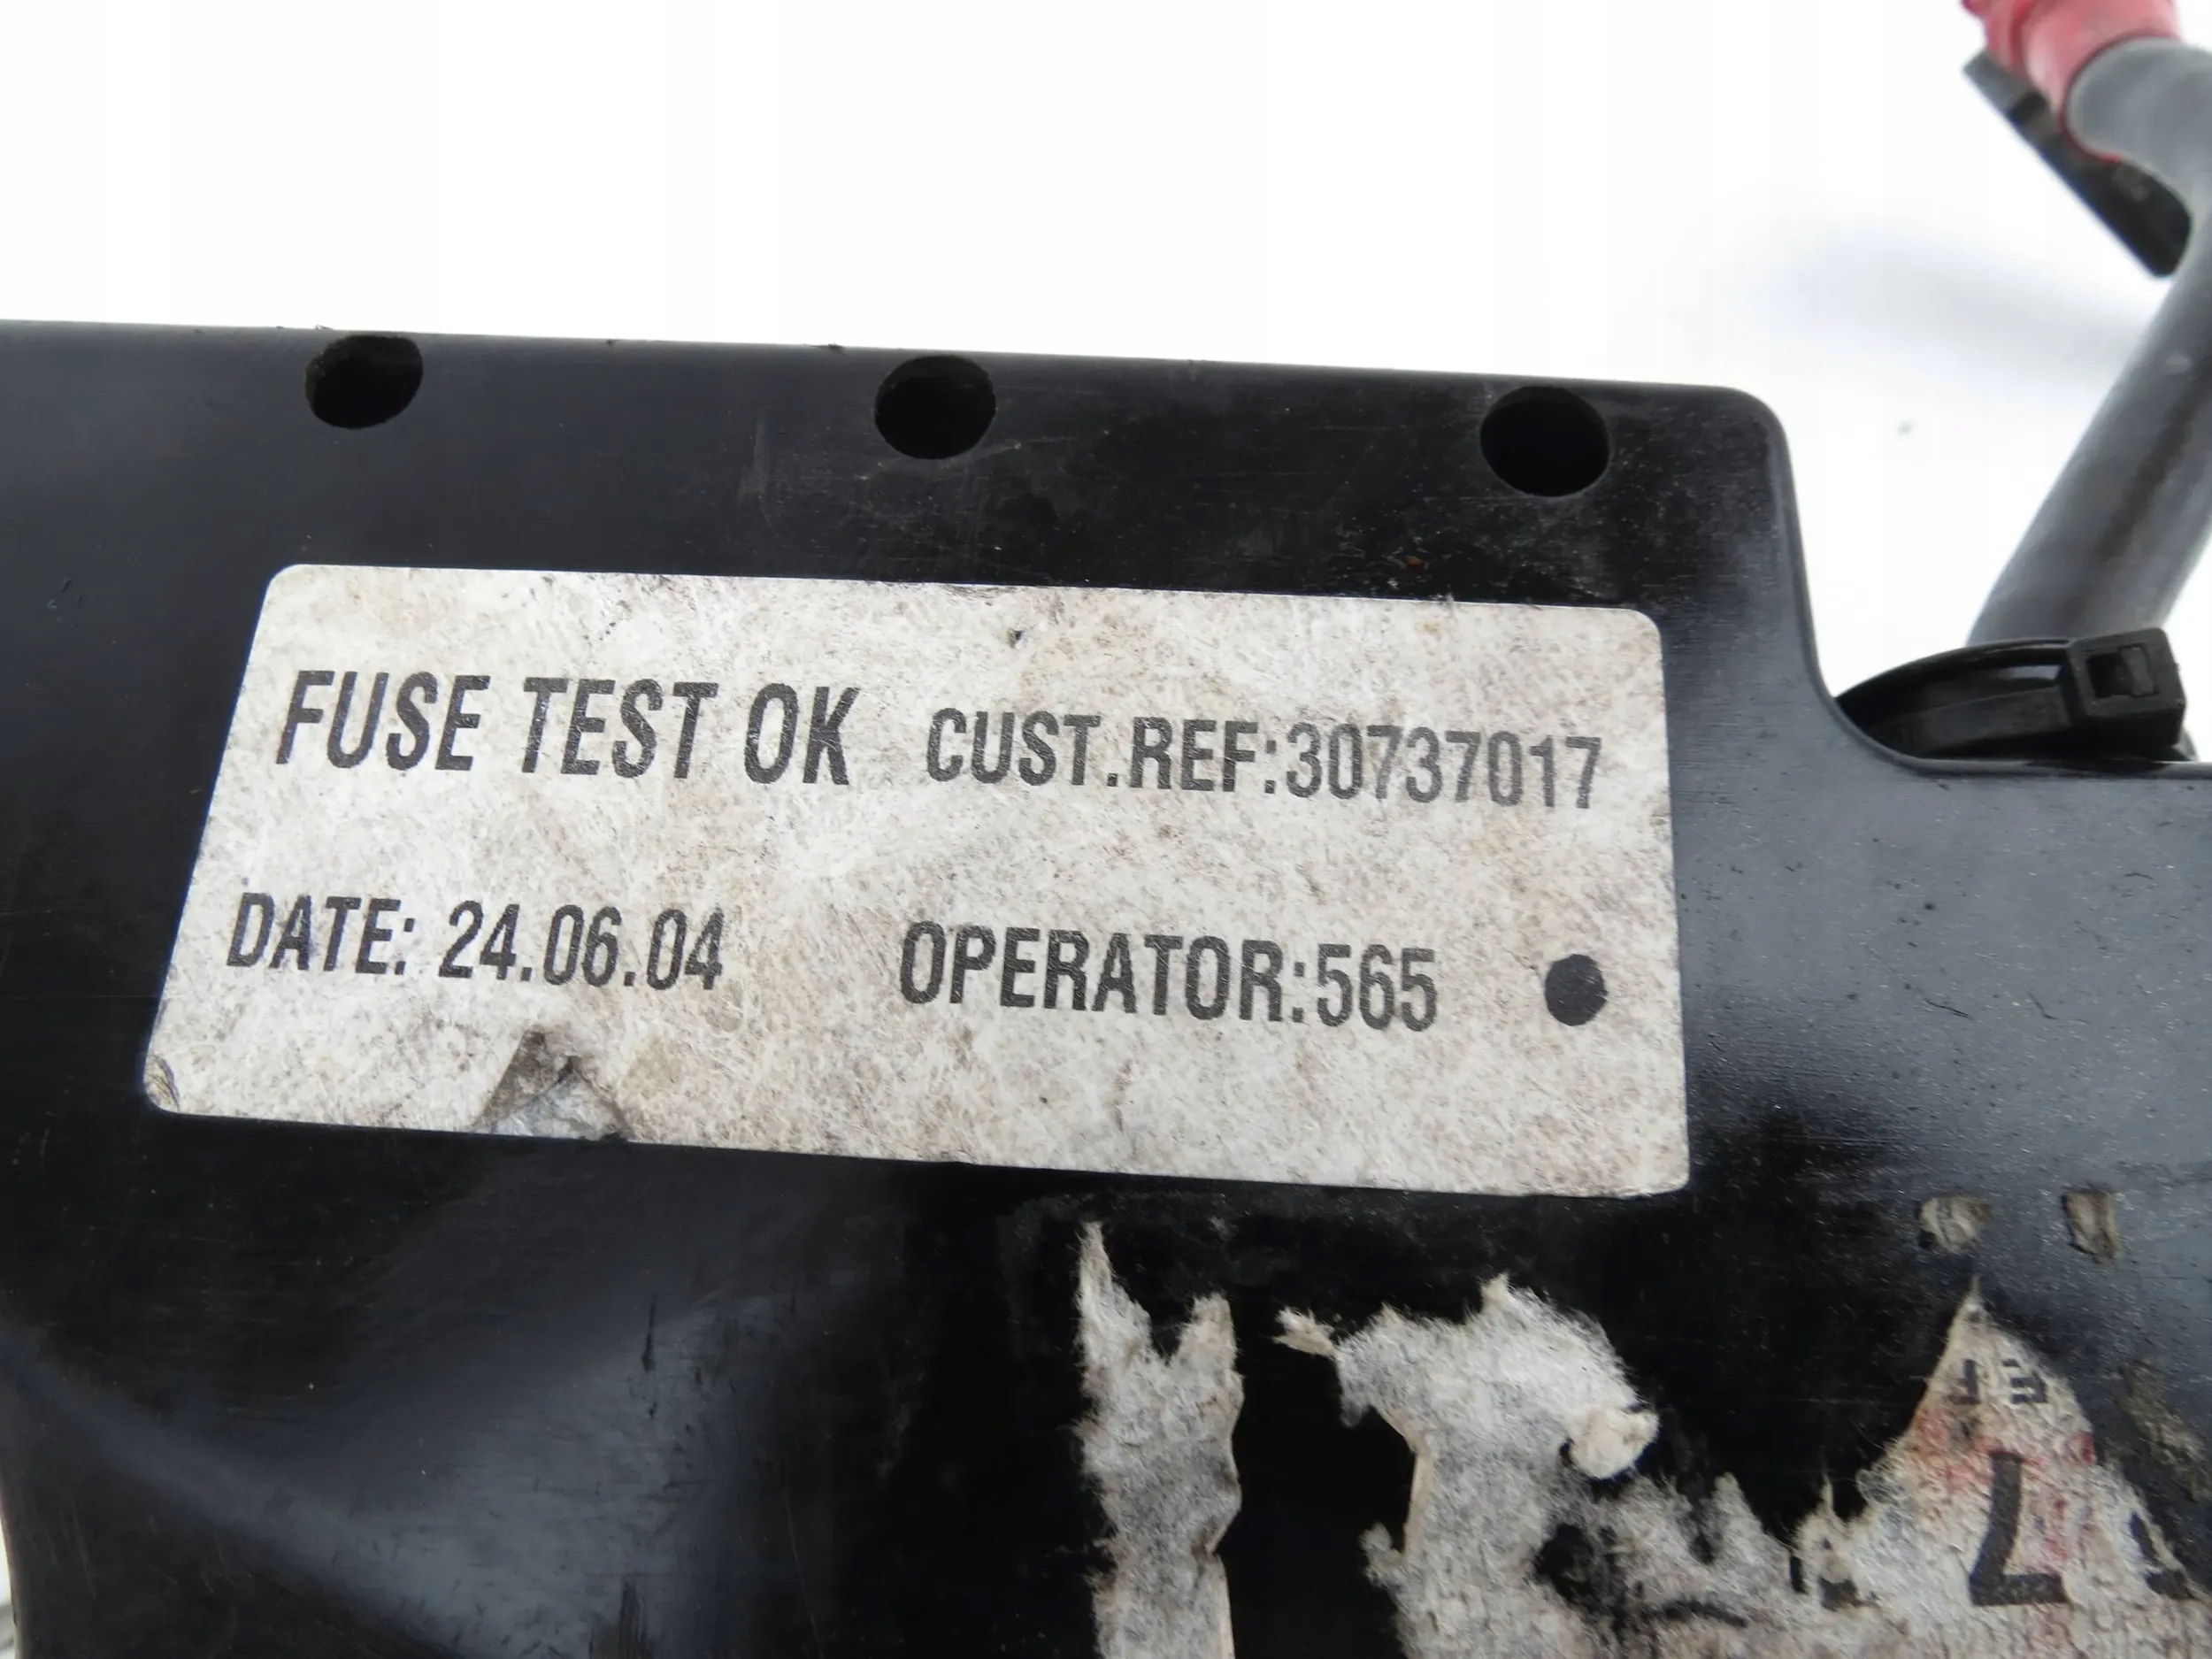 FUSE TEST OK CUST.REF:30737017
DATE: 24.06.04 OPERATOR:565